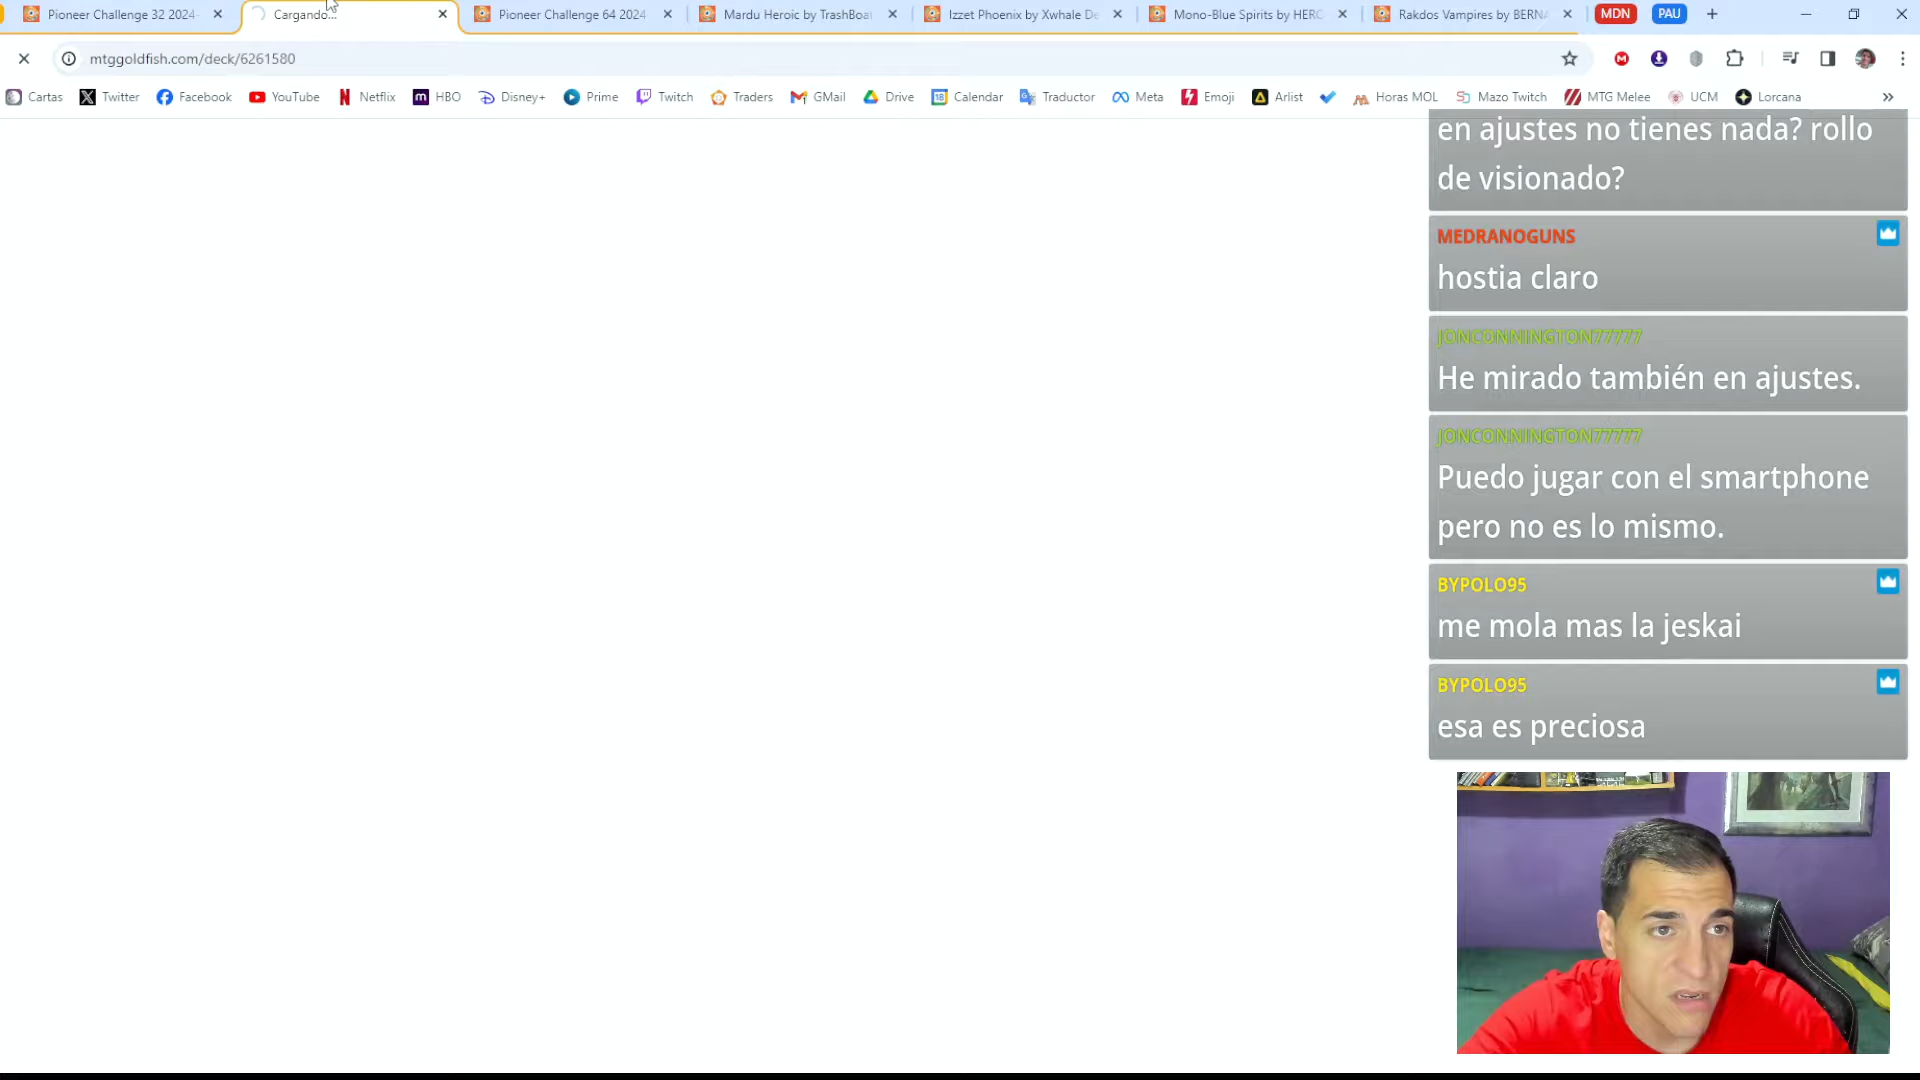 Pioneer Challenge 32 2024-
Cargando...
Pioneer Challenge 64 2024
Mardu Heroic by TrashBoa
Izzet Phoenix by Xwhale De
Mono-Blue Spirits by HERO
Rakdos Vampires by BERNA
MDN
PAU
mtggoldfish.com/deck/6261580
Cartas
Twitter
Facebook
YouTube
Netflix
HBO
Disney+
Prime
Twitch
Traders
GMail
Drive
Calendar
Traductor
Meta
Emoji
Arlist
Horas MOL
Mazo Twitch
MTG Melee
UCM
Lorcana
en ajustes no tienes nada? rollo
de visionado?
MEDRANOGUNS
hostia claro
JONCONNINGTON77777
He mirado también en ajustes.
JONCONNINGTON77777
Puedo jugar con el smartphone
pero no es lo mismo.
BYPOLO95
me mola mas la jeskai
BYPOLO95
esa es preciosa